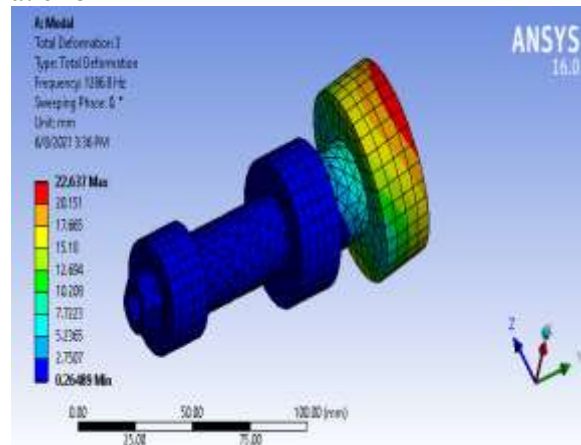 A: Modal
Total Deformation 3
Type: Total Deformation
Frequency: 1286.8 Hz
Sweeping Phase: 0. °
Unit: mm
6/8/2021 3:36 PM
22.637 Max
20.151
17.665
15.18
12.694
10.208
7.7223
5.2365
2.7507
0.26489 Min
ANSYS
16.0
Z
0.00
50.00
100.00 (mm)
25.00
75.00